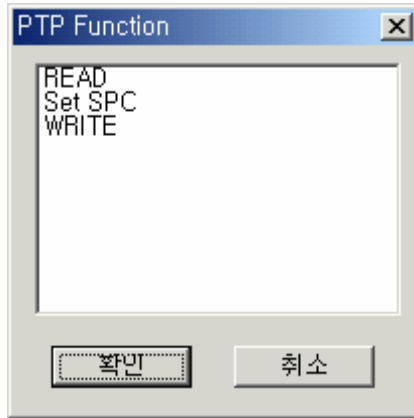 PTP Function
READ
Set SPC
WRITE
확인
취소